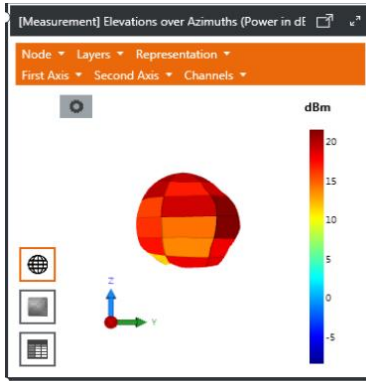 [Measurement] Elevations over Azimuths (Power in dE
Node Layers Representation
First Axis Second Axis Channels
dBm
20
15
10
5
0
-5
Z
Y